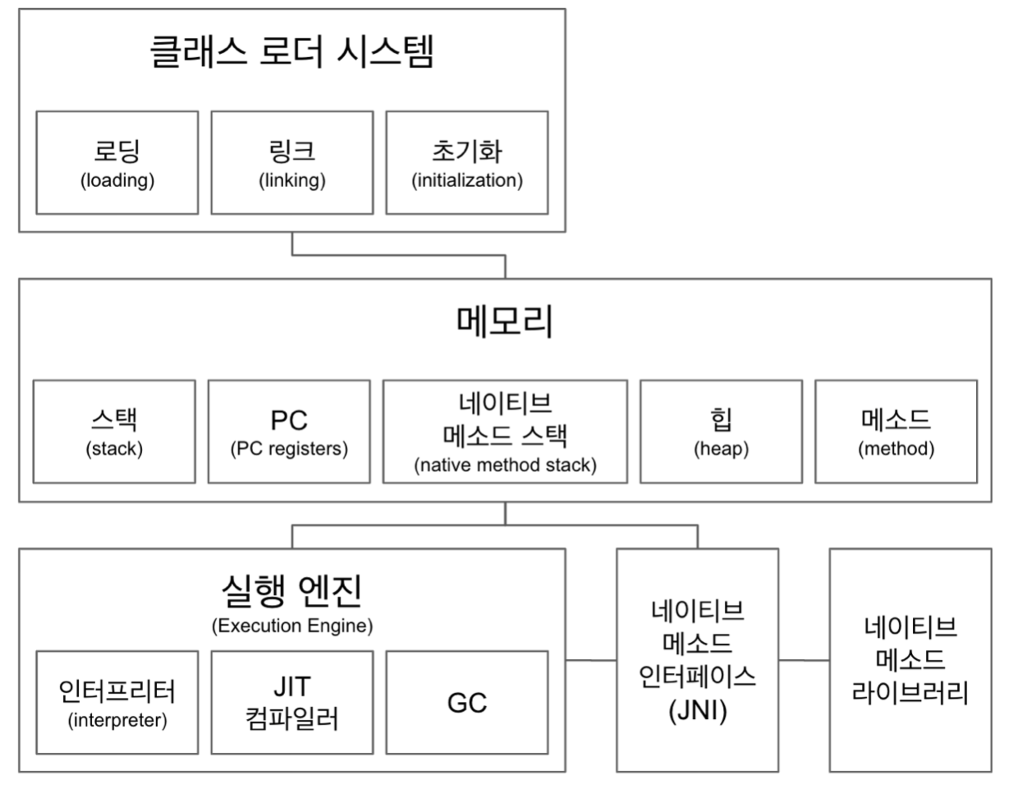 클래스 로더 시스템
로딩
(loading)
링크
(linking)
초기화
(initialization)
메모리
스택
(stack)
PC
(PC registers)
네이티브
메소드 스택
(native method stack)
힙
(heap)
메소드
(method)
실행 엔진
(Execution Engine)
인터프리터
(interpreter)
JIT
컴파일러
GC
네이티브
메소드
인터페이스
(JNI)
네이티브
메소드
라이브러리